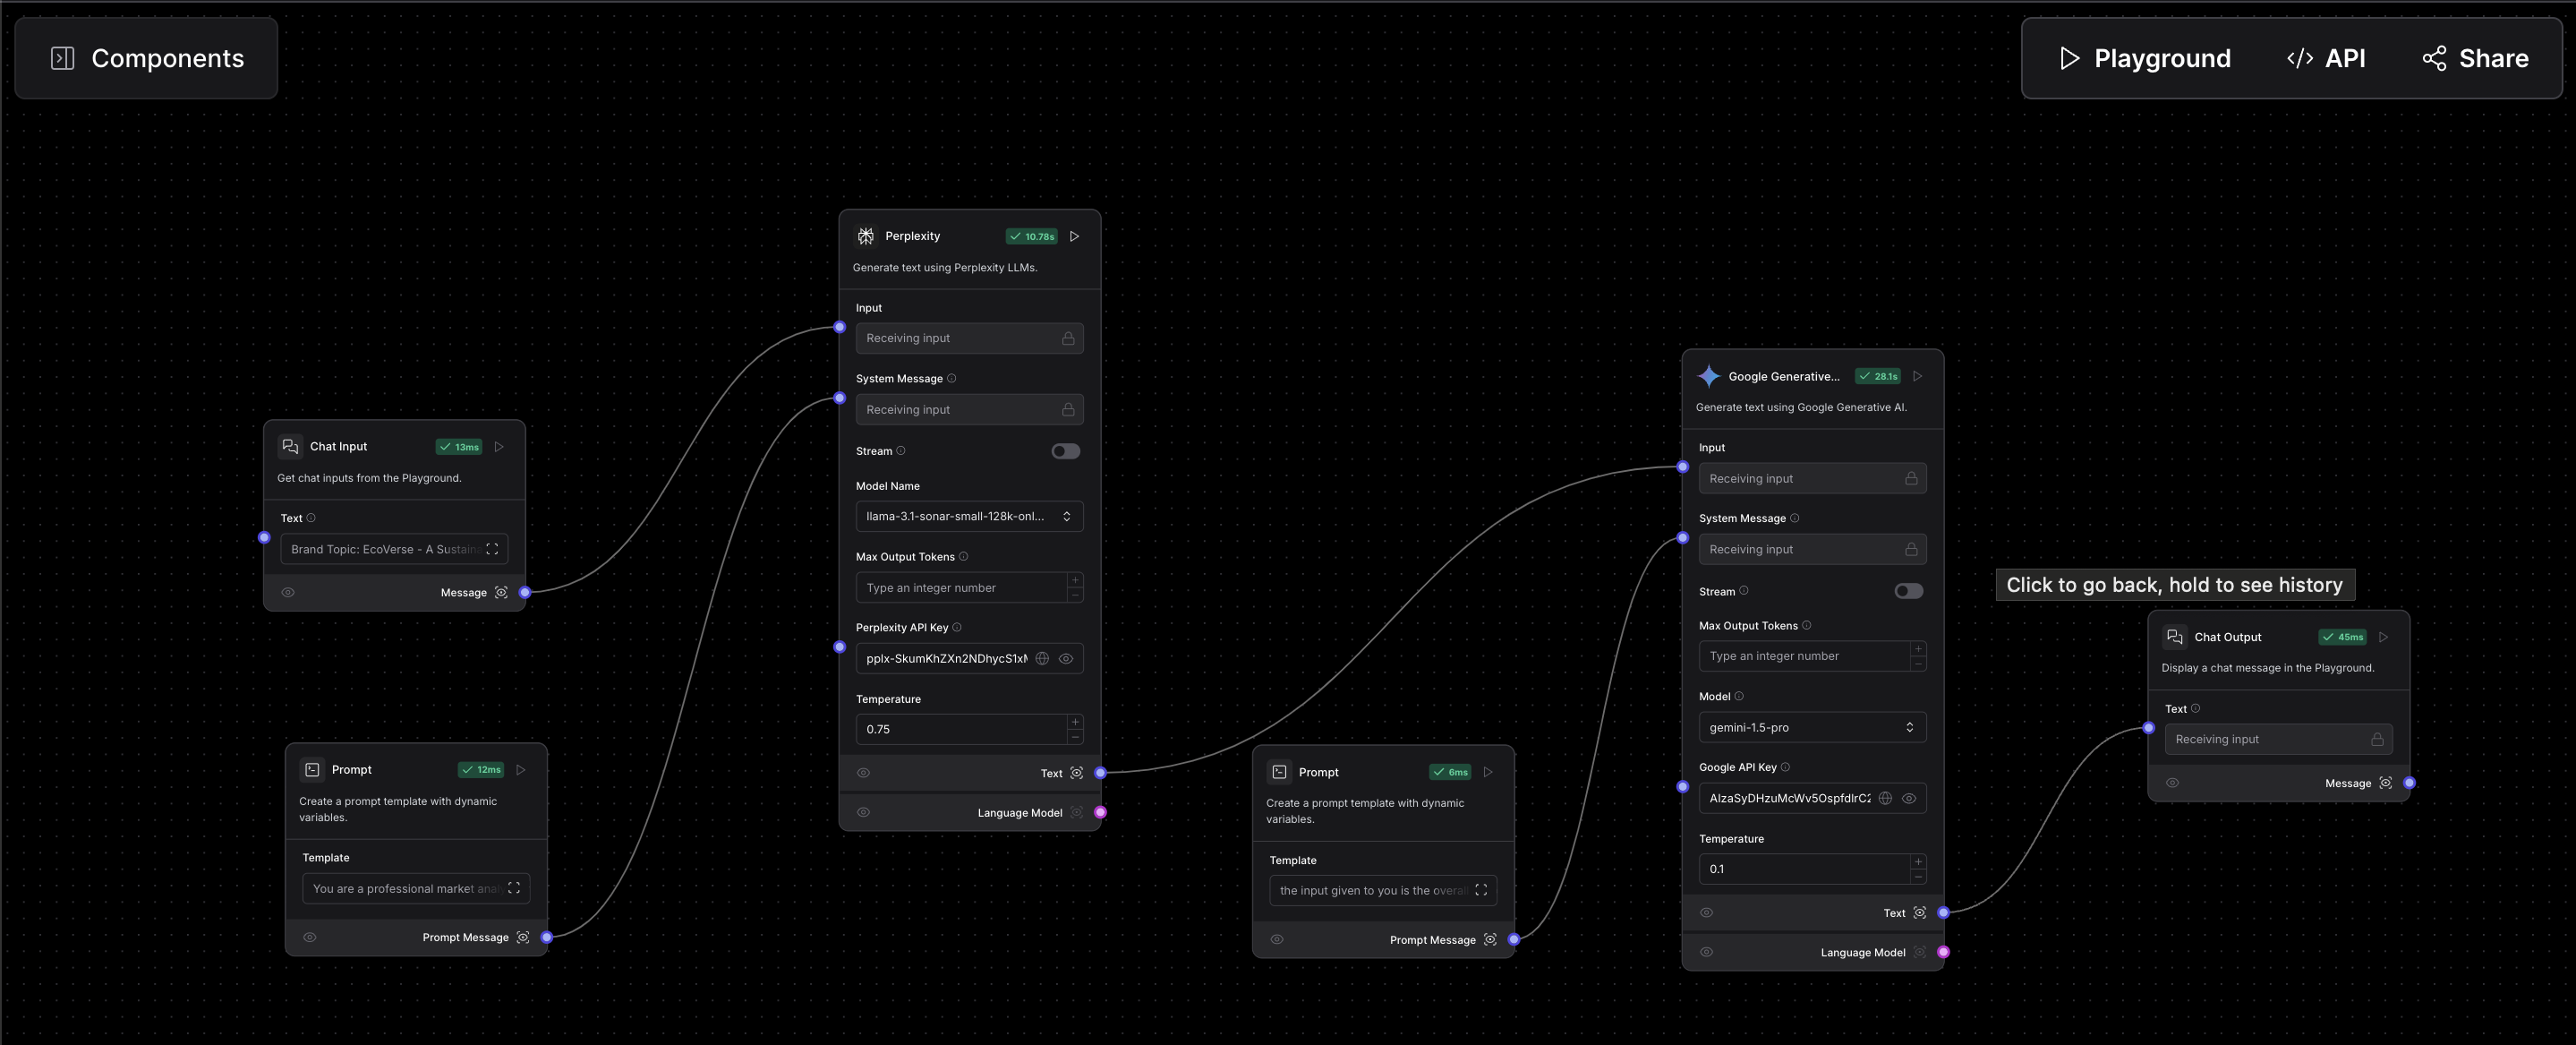 Components
Playground
API
Share
Perplexity
10.78s
Generate text using Perplexity LLMs.
Input
Receiving input
System Message
Receiving input
Stream
Model Name
llama-3.1-sonar-small-128k-onl...
Max Output Tokens
Type an integer number
Perplexity API Key
pplx-SkumKhZXn2NDhycS1xM
Temperature
0.75
Text
Language Model
Chat Input
13ms
Get chat inputs from the Playground.
Text
Brand Topic: EcoVerse - A Sustain
Message
Prompt
12ms
Create a prompt template with dynamic
variables.
Template
You are a professional market anal
Prompt Message
Prompt
6ms
Create a prompt template with dynamic
variables.
Template
the input given to you is the overall
Prompt Message
Google Generative...
28.1s
Generate text using Google Generative AI.
Input
Receiving input
System Message
Receiving input
Stream
Max Output Tokens
Type an integer number
Model
gemini-1.5-pro
Google API Key
AIzaSyDHzuMcWv5OspfdIrC2
Temperature
0.1
Text
Language Model
Click to go back, hold to see history
Chat Output
45ms
Display a chat message in the Playground.
Text
Receiving input
Message